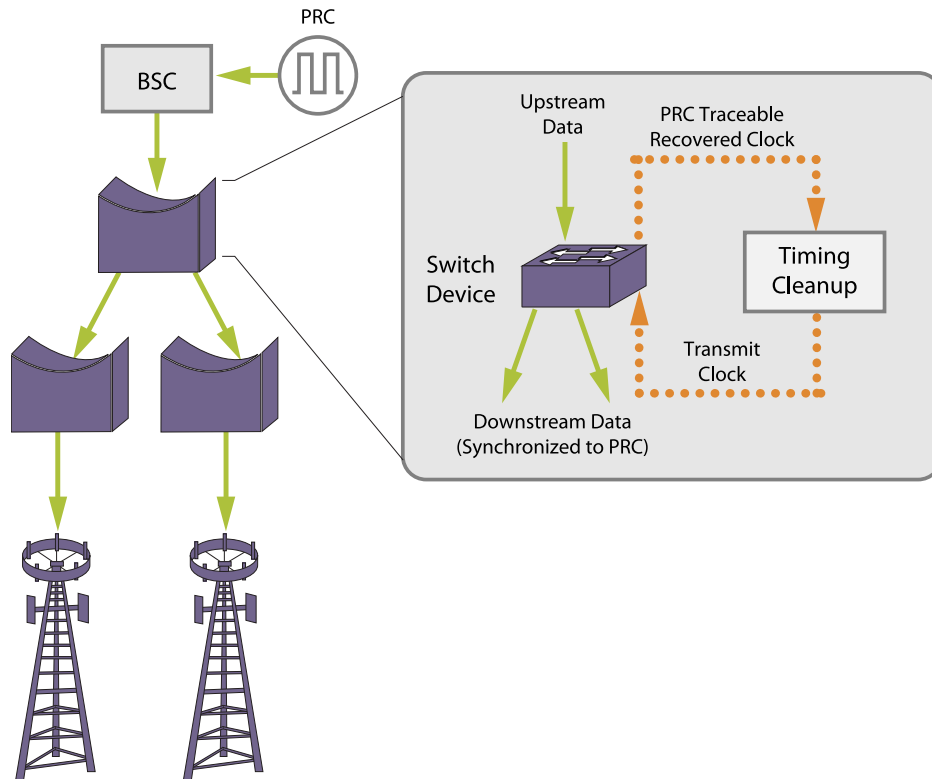 PRC
BSC
Upstream
Data
PRC Traceable
Recovered Clock
Switch
Device
Timing
Cleanup
Transmit
Clock
Downstream Data
(Synchronized to PRC)